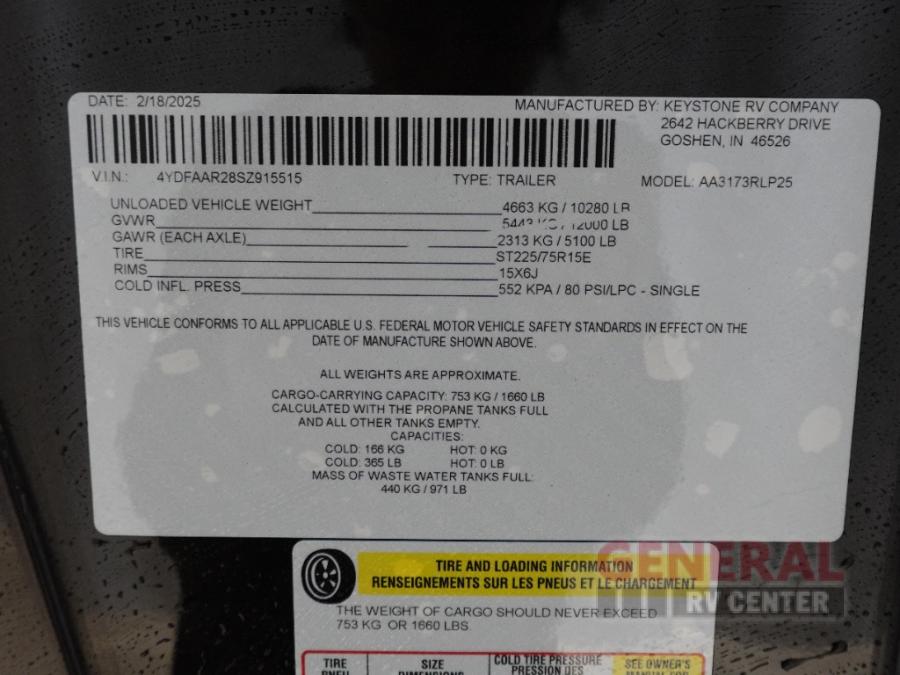 DATE: 2/18/2025
MANUFACTURED BY: KEYSTONE RV COMPANY
2642 HACKBERRY DRIVE
GOSHEN, IN 46526
V.I.N.: 4YDFAAR28SZ915515 TYPE: TRAILER MODEL: AA3173RLP25
UNLOADED VEHICLE WEIGHT 4663 KG / 10280 LB
GVWR / 12000 LB
GAWR (EACH AXLE) 2313 KG / 5100 LB
TIRE ST225/75R15E
RIMS 15X6J
COLD INFL. PRESS 552 KPA / 80 PSI/LPC - SINGLE
THIS VEHICLE CONFORMS TO ALL APPLICABLE U.S. FEDERAL MOTOR VEHICLE SAFETY STANDARDS IN EFFECT ON THE
DATE OF MANUFACTURE SHOWN ABOVE.
ALL WEIGHTS ARE APPROXIMATE.
CARGO-CARRYING CAPACITY: 753 KG / 1660 LB
CALCULATED WITH THE PROPANE TANKS FULL
AND ALL OTHER TANKS EMPTY.
CAPACITIES:
COLD: 166 KG HOT: 0 KG
COLD: 365 LB HOT: 0 LB
MASS OF WASTE WATER TANKS FULL:
440 KG / 971 LB
TIRE AND LOADING INFORMATION
RENSEIGNEMENTS SUR LES PNEUS ET LE CHARGEMENT
THE WEIGHT OF CARGO SHOULD NEVER EXCEED
753 KG OR 1660 LBS.
GENERAL
RV CENTER
TIRE SIZE COLD TIRE PRESSURE SEE OWNER'S
PNEU DIMENSIONS PRESSION DES MANUAL FOR